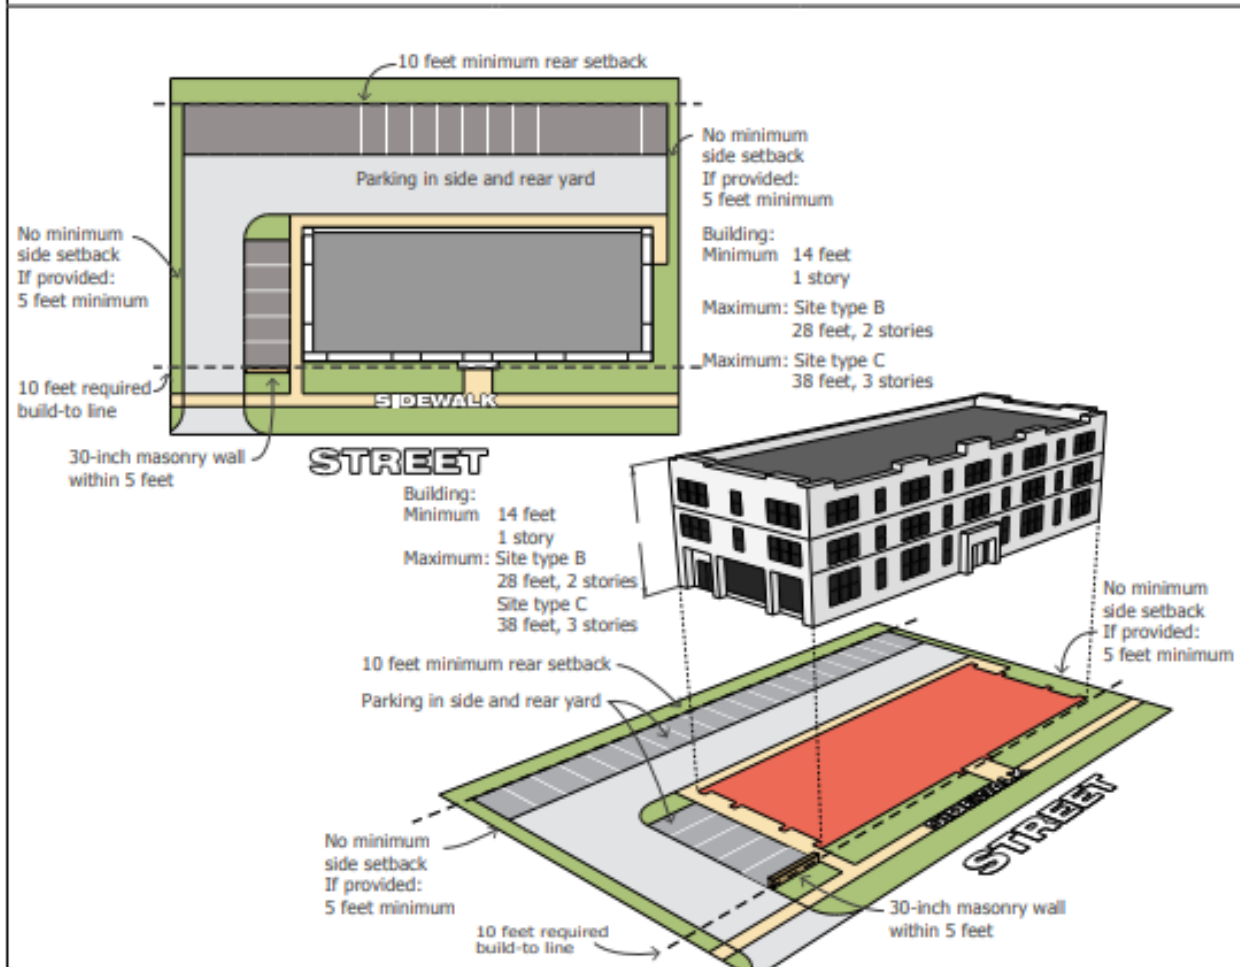 10 feet minimum rear setback
No minimum
side setback
If provided:
5 feet minimum
Parking in side and rear yard
No minimum
side setback
If provided:
5 feet minimum
Building:
Minimum 14 feet
1 story
Maximum: Site type B
28 feet, 2 stories
Maximum: Site type C
38 feet, 3 stories
10 feet required
build-to line
SIDEWALK
30-inch masonry wall
within 5 feet
STREET
Building:
Minimum 14 feet
1 story
Maximum: Site type B
28 feet, 2 stories
Site type C
38 feet, 3 stories
No minimum
side setback
If provided:
5 feet minimum
10 feet minimum rear setback
Parking in side and rear yard
SIDEWALK
STREET
No minimum
side setback
If provided:
5 feet minimum
30-inch masonry wall
within 5 feet
10 feet required
build-to line